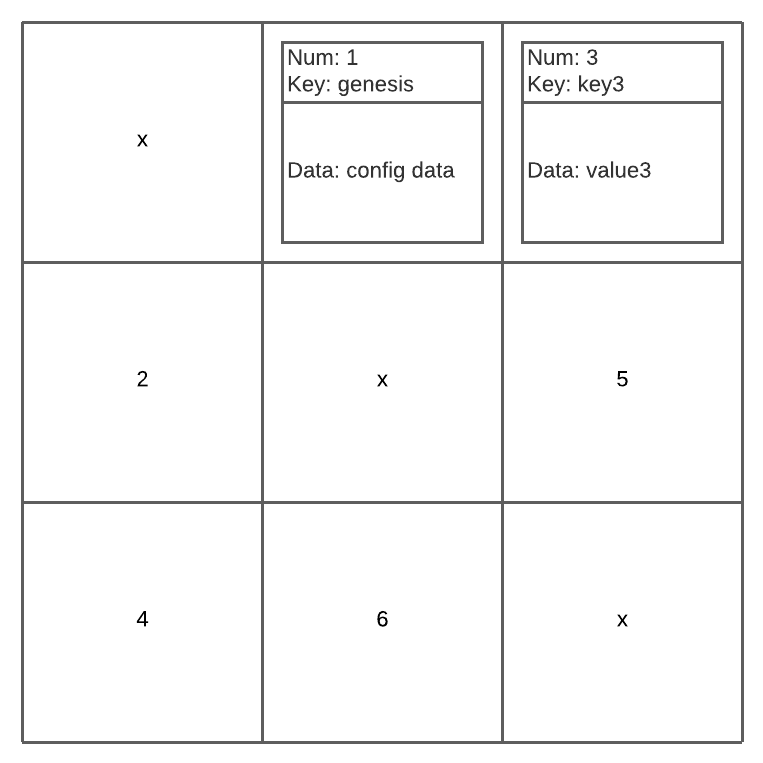 x
Num: 1
Key: genesis
Data: config data
Num: 3
Key: key3
Data: value3
2
x
5
4
6
x